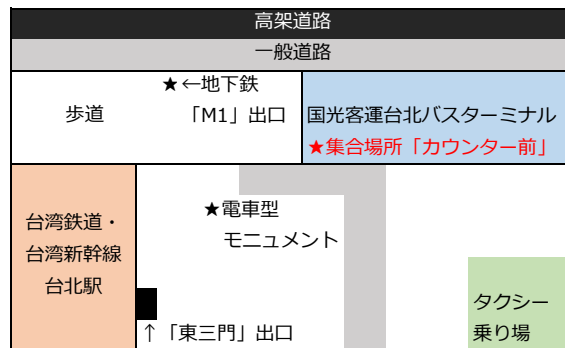 高架道路
一般道路
★←地下鉄
「M1」出口
歩道
国光客運台北バスターミナル
★集合場所「カウンター前」
台湾鉄道・
台湾新幹線
台北駅
★電車型
モニュメント
↑「東三門」出口
タクシー
乗り場